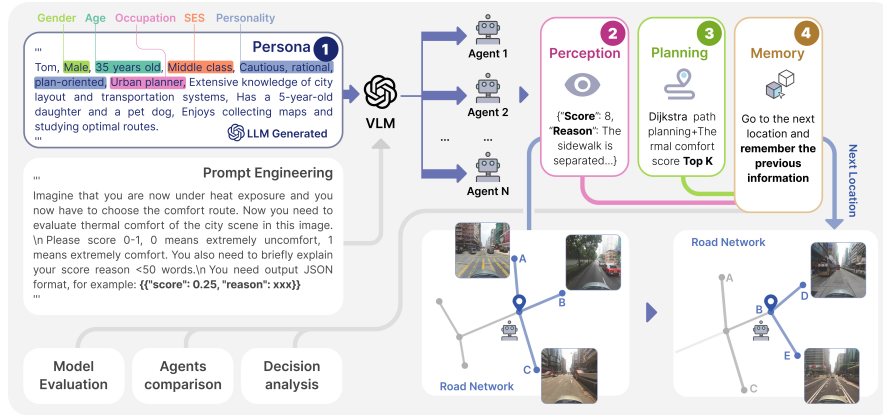 Gender Age Occupation SES Personality
Persona 1
'''
Tom, Male, 35 years old, Middle class, Cautious, rational,
plan-oriented, Urban planner, Extensive knowledge of city
layout and transportation systems, Has a 5-year-old
daughter and a pet dog, Enjoys collecting maps and
studying optimal routes.
'''
LLM Generated
Prompt Engineering
'''
Imagine that you are now under heat exposure and you
now have to choose the comfort route. Now you need to
evaluate thermal comfort of the city scene in this image.
\n Please score 0-1, 0 means extremely uncomfort, 1
means extremely comfort. You also need to briefly explain
your score reason <50 words.\n You need output JSON
format, for example: {{"score": 0.25, "reason": xxx}}
'''
Model
Evaluation
Agents
comparison
Decision
analysis
VLM
Agent 1
Agent 2
... ...
Agent N
2
Perception
{"Score": 8,
"Reason": The
sidewalk is
separated...}
3
Planning
Dijkstra path
planning+The
rmal comfort
score Top K
4
Memory
Go to the next
location and
remember the
previous
information
Next Location
A
B
C
Road Network
Road Network
A
B
D
E
C